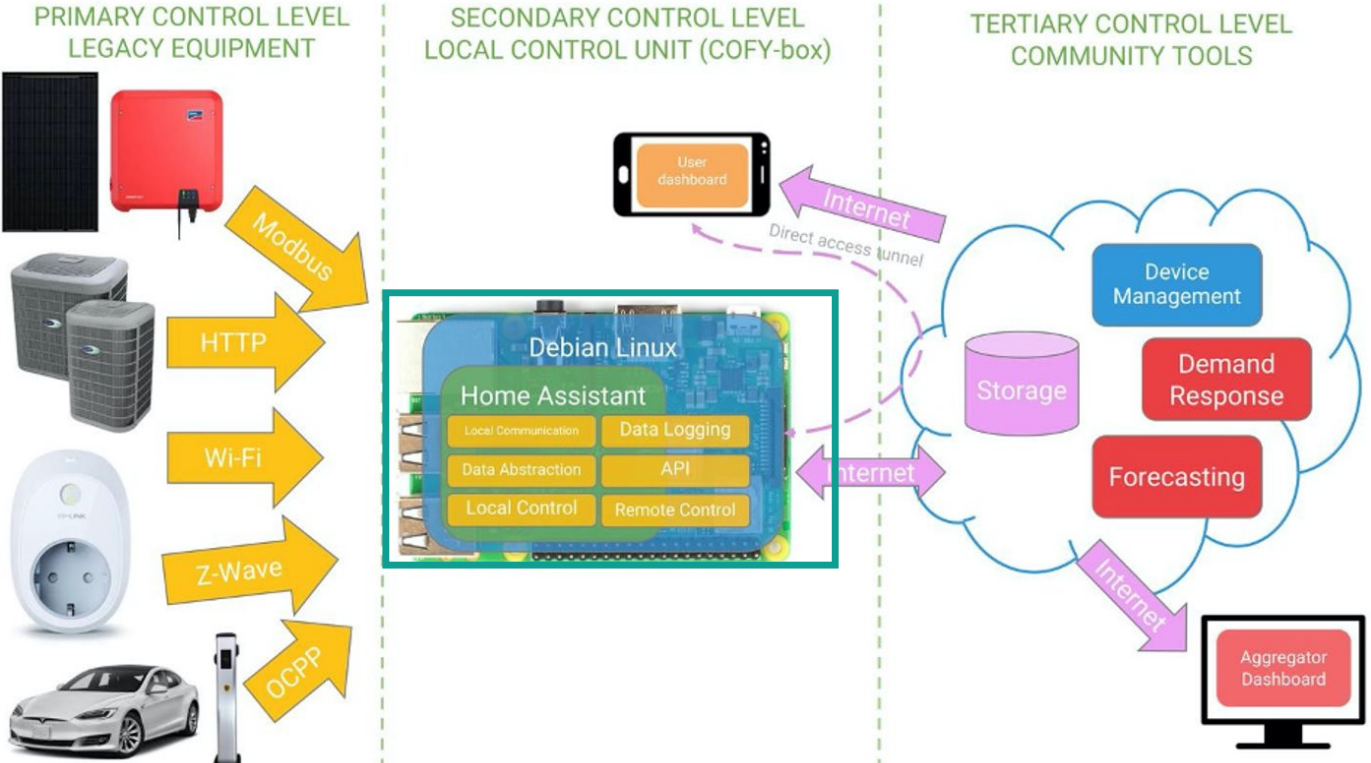 PRIMARY CONTROL LEVEL
LEGACY EQUIPMENT
SECONDARY CONTROL LEVEL
LOCAL CONTROL UNIT (COFY-box)
TERTIARY CONTROL LEVEL
COMMUNITY TOOLS
Modbus
HTTP
Wi-Fi
Z-Wave
OCPP
TP-LINK
User
dashboard
Internet
Direct access tunnel
Debian Linux
Home Assistant
Local Communication
Data Logging
Data Abstraction
API
Local Control
Remote Control
Internet
Storage
Device
Management
Demand
Response
Forecasting
Internet
Aggregator
Dashboard